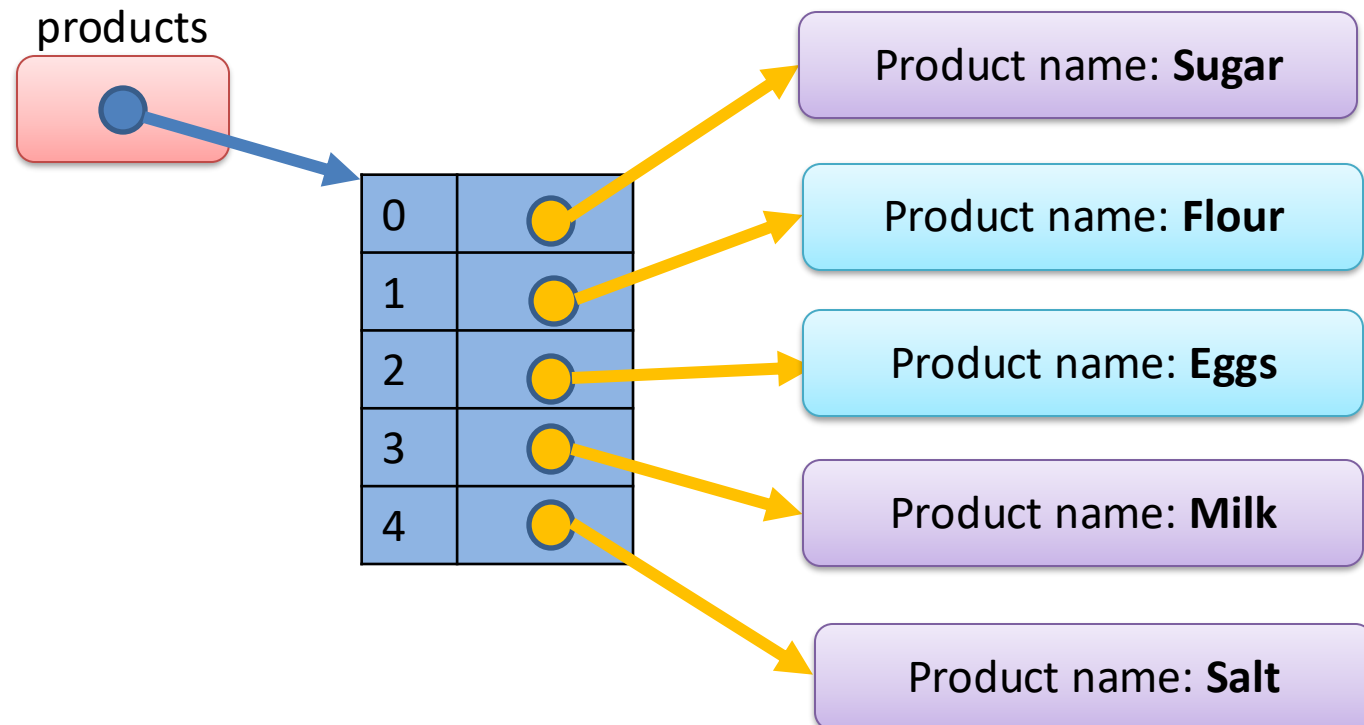 products
Product name: Sugar
0
Product name: Flour
1
Product name: Eggs
2
3
Product name: Milk
4
Product name: Salt